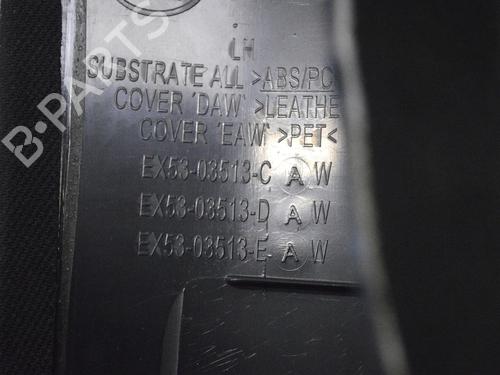 LH
SUBSTRATE ALL >ABS/PC
COVER 'DAW' >LEATHE
COVER 'EAW' >PET<
EX53-03513-C A W
EX53-03513-D A W
EX53-03513-E A W
B-PARTS